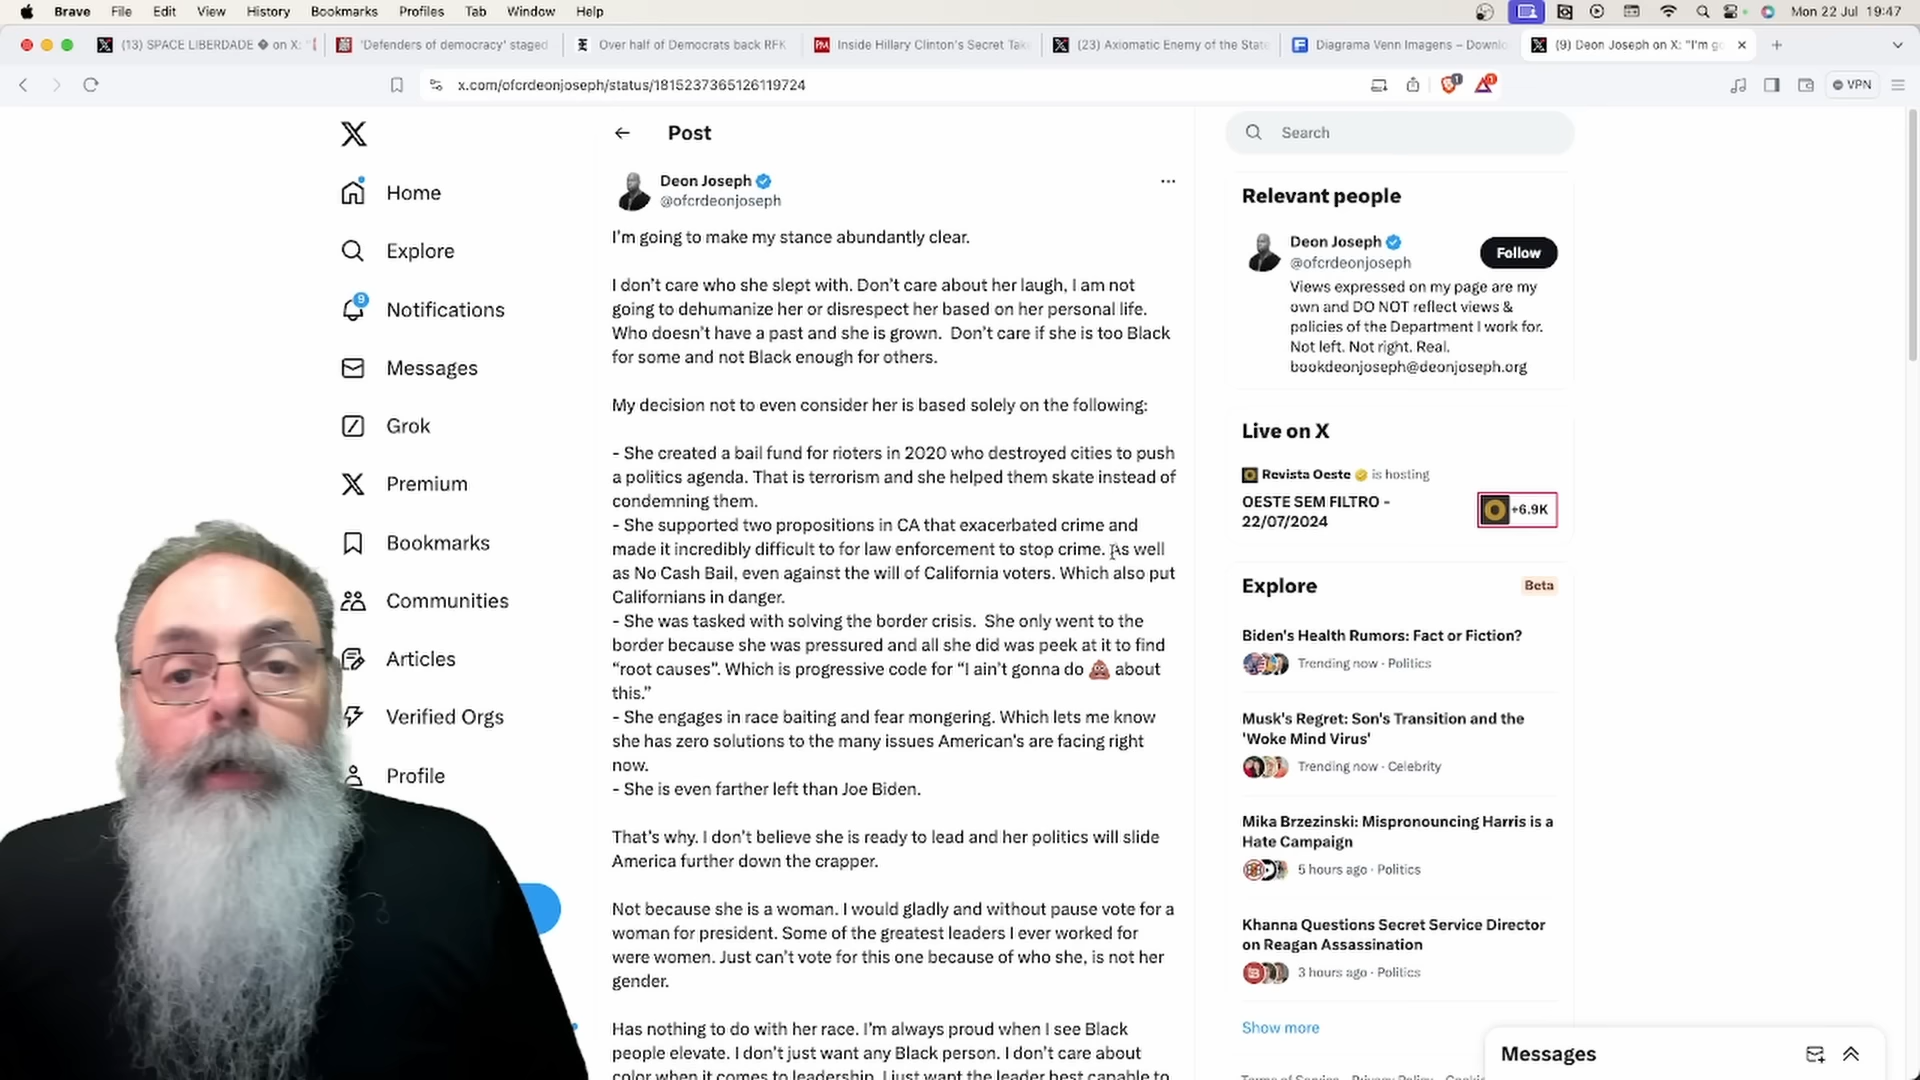 Brave File Edit View History Bookmarks Profiles Tab Window Help
Mon 22 Jul 19:47
(13) SPACE LIBERDADE � on X: "
'Defenders of democracy' staged
Over half of Democrats back RFK
Inside Hillary Clinton's Secret Tak
(23) Axiomatic Enemy of the State
Diagrama Venn Imagens – Downlo
(9) Deon Joseph on X: "I'm go
x.com/ofcrdeonjoseph/status/1815237365126119724
VPN
Home
Explore
Notifications
9
Messages
Grok
Premium
Bookmarks
Communities
Articles
Verified Orgs
Profile
Post
Deon Joseph
@ofcrdeonjoseph
I'm going to make my stance abundantly clear.
I don't care who she slept with. Don't care about her laugh, I am not
going to dehumanize her or disrespect her based on her personal life.
Who doesn't have a past and she is grown. Don't care if she is too Black
for some and not Black enough for others.
My decision not to even consider her is based solely on the following:
- She created a bail fund for rioters in 2020 who destroyed cities to push
a politics agenda. That is terrorism and she helped them skate instead of
condemning them.
- She supported two propositions in CA that exacerbated crime and
made it incredibly difficult to for law enforcement to stop crime. As well
as No Cash Bail, even against the will of California voters. Which also put
Californians in danger.
- She was tasked with solving the border crisis. She only went to the
border because she was pressured and all she did was peek at it to find
"root causes". Which is progressive code for "I ain't gonna do 💩 about
this."
- She engages in race baiting and fear mongering. Which lets me know
she has zero solutions to the many issues American's are facing right
now.
- She is even farther left than Joe Biden.
That's why. I don't believe she is ready to lead and her politics will slide
America further down the crapper.
Not because she is a woman. I would gladly and without pause vote for a
woman for president. Some of the greatest leaders I ever worked for
were women. Just can't vote for this one because of who she, is not her
gender.
Has nothing to do with her race. I'm always proud when I see Black
people elevate. I don't just want any Black person. I don't care about
color when it comes to leadership. I just want the leader best capable to
Search
Relevant people
Deon Joseph
@ofcrdeonjoseph
Follow
Views expressed on my page are my
own and DO NOT reflect views &
policies of the Department I work for.
Not left. Not right. Real.
bookdeonjoseph@deonjoseph.org
Live on X
Revista Oeste is hosting
OESTE SEM FILTRO -
22/07/2024
+6.9K
Explore
Beta
Biden's Health Rumors: Fact or Fiction?
Trending now · Politics
Musk's Regret: Son's Transition and the
'Woke Mind Virus'
Trending now · Celebrity
Mika Brzezinski: Mispronouncing Harris is a
Hate Campaign
5 hours ago · Politics
Khanna Questions Secret Service Director
on Reagan Assassination
3 hours ago · Politics
Show more
Messages